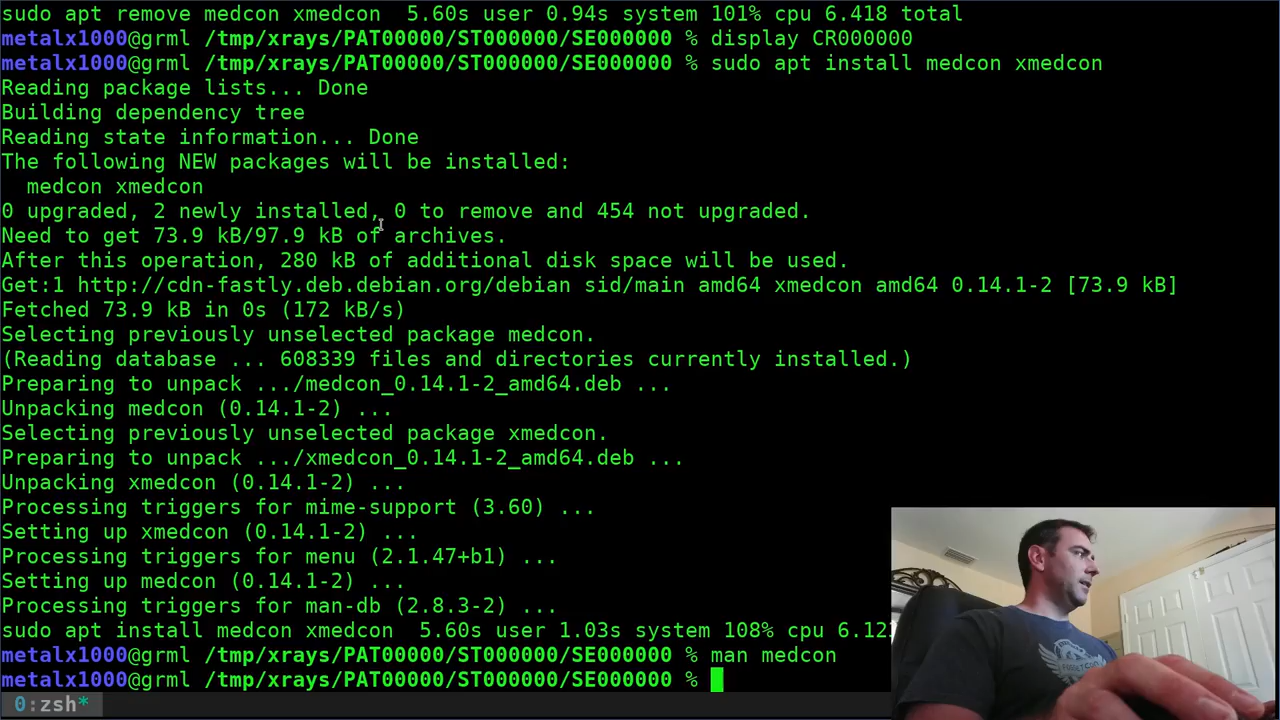 sudo apt remove medcon xmedcon  5.60s user 0.94s system 101% cpu 6.418 total
metalx1000@grml /tmp/xrays/PAT00000/ST000000/SE000000 % display CR000000
metalx1000@grml /tmp/xrays/PAT00000/ST000000/SE000000 % sudo apt install medcon xmedcon
Reading package lists... Done
Building dependency tree
Reading state information... Done
The following NEW packages will be installed:
  medcon xmedcon
0 upgraded, 2 newly installed, 0 to remove and 454 not upgraded.
Need to get 73.9 kB/97.9 kB of archives.
After this operation, 280 kB of additional disk space will be used.
Get:1 http://cdn-fastly.deb.debian.org/debian sid/main amd64 xmedcon amd64 0.14.1-2 [73.9 kB]
Fetched 73.9 kB in 0s (172 kB/s)
Selecting previously unselected package medcon.
(Reading database ... 608339 files and directories currently installed.)
Preparing to unpack .../medcon_0.14.1-2_amd64.deb ...
Unpacking medcon (0.14.1-2) ...
Selecting previously unselected package xmedcon.
Preparing to unpack .../xmedcon_0.14.1-2_amd64.deb ...
Unpacking xmedcon (0.14.1-2) ...
Processing triggers for mime-support (3.60) ...
Setting up xmedcon (0.14.1-2) ...
Processing triggers for menu (2.1.47+b1) ...
Setting up medcon (0.14.1-2) ...
Processing triggers for man-db (2.8.3-2) ...
sudo apt install medcon xmedcon  5.60s user 1.03s system 108% cpu 6.12
metalx1000@grml /tmp/xrays/PAT00000/ST000000/SE000000 % man medcon
metalx1000@grml /tmp/xrays/PAT00000/ST000000/SE000000 %
0:zsh*